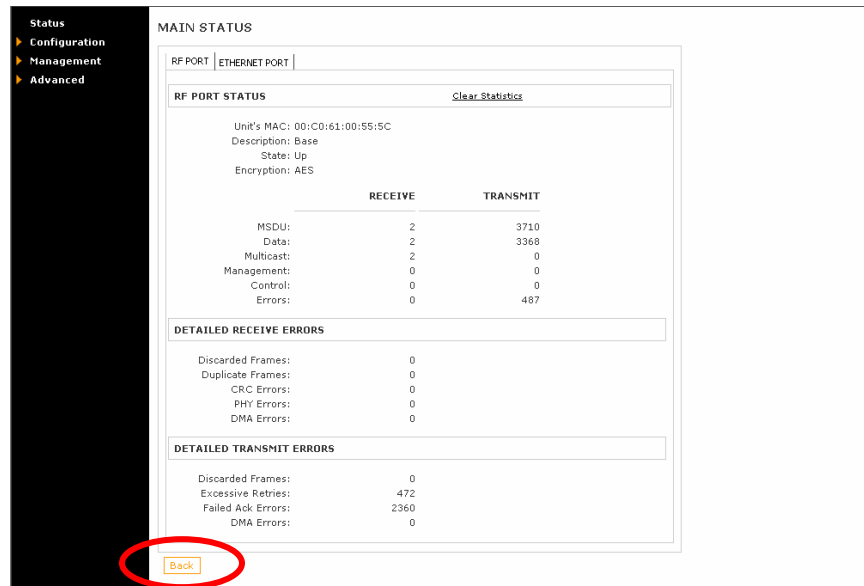 Status
Configuration
Management
Advanced
MAIN STATUS
RF PORT ETHERNET PORT
RF PORT STATUS Clear Statistics
Unit's MAC: 00:C0:61:00:55:5C
Description: Base
State: Up
Encryption: AES
RECEIVE TRANSMIT
MSDU: 2 3710
Data: 2 3368
Multicast: 2 0
Management: 0 0
Control: 0 0
Errors: 0 487
DETAILED RECEIVE ERRORS
Discarded Frames: 0
Duplicate Frames: 0
CRC Errors: 0
PHY Errors: 0
DMA Errors: 0
DETAILED TRANSMIT ERRORS
Discarded Frames: 0
Excessive Retries: 472
Failed Ack Errors: 2360
DMA Errors: 0
Back